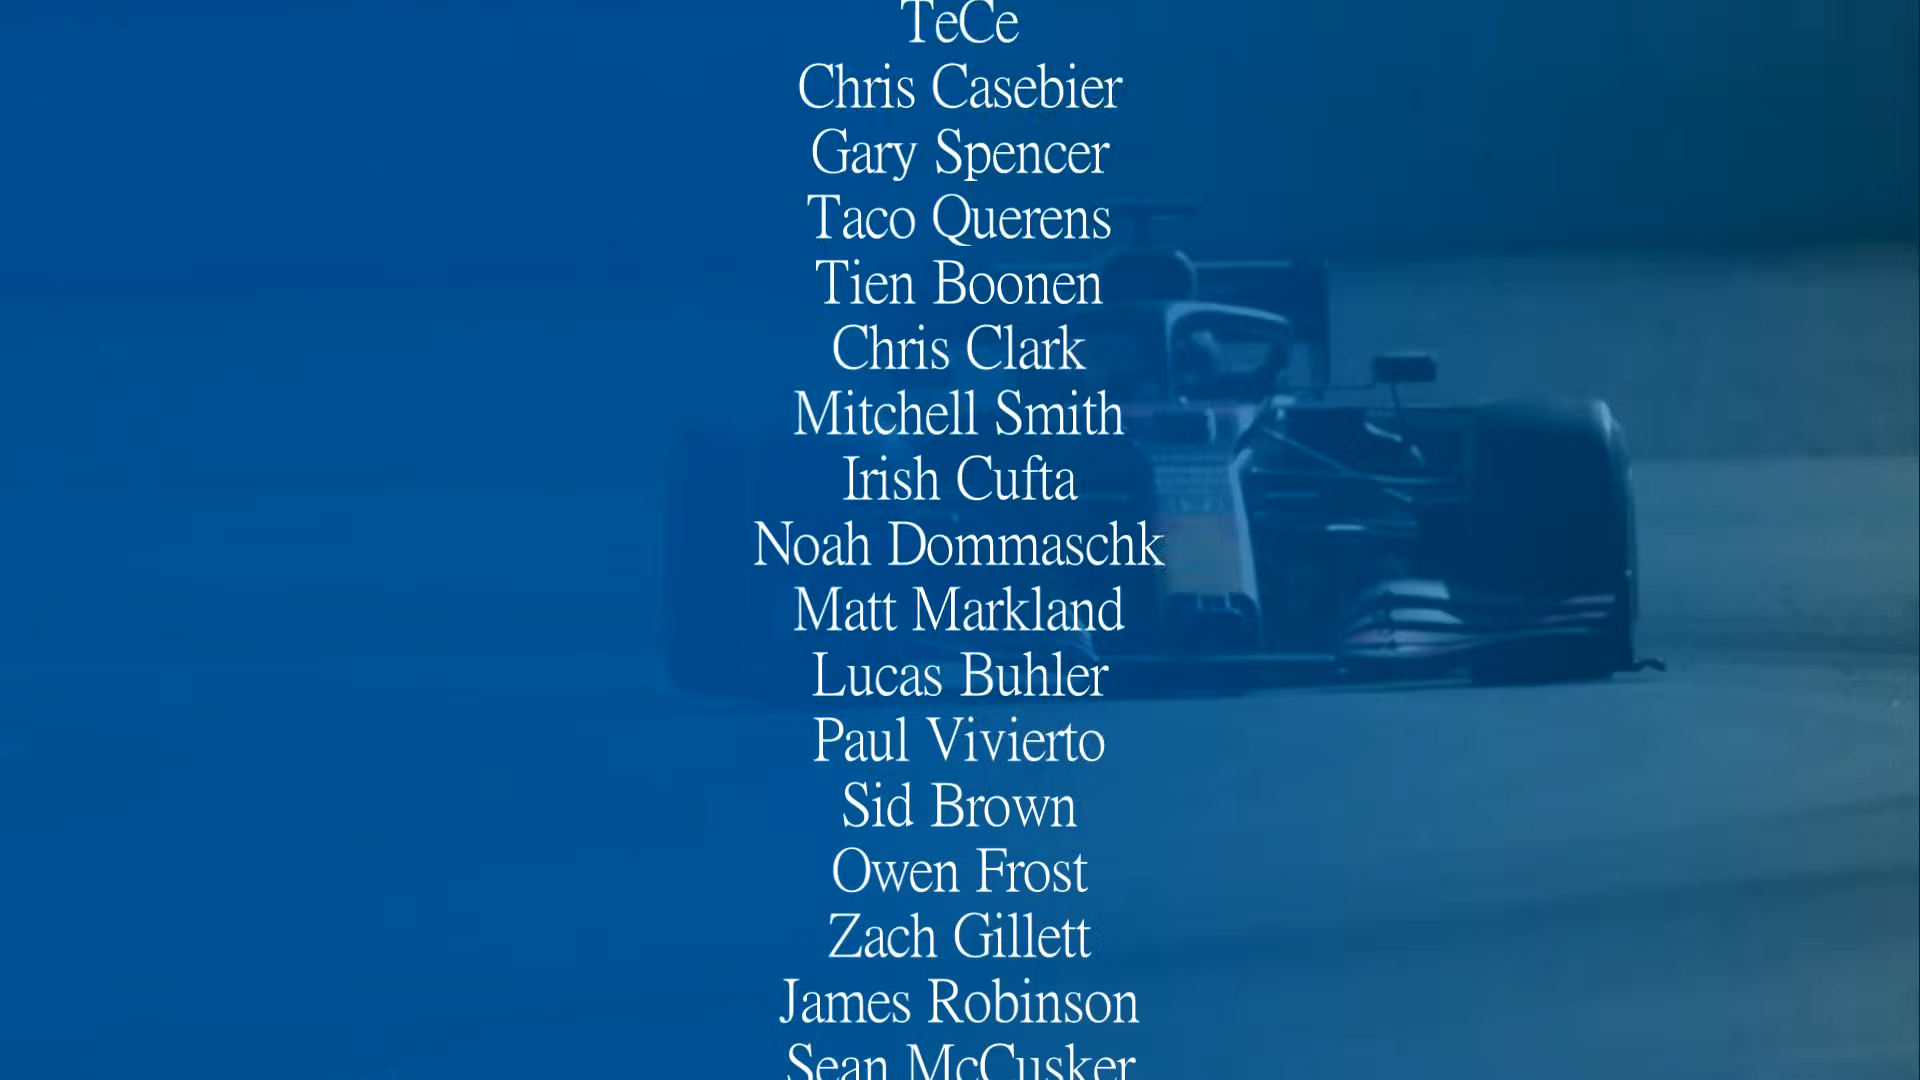 TeCe
Chris Casebier
Gary Spencer
Taco Querens
Tien Boonen
Chris Clark
Mitchell Smith
Irish Cufta
Noah Dommaschk
Matt Markland
Lucas Buhler
Paul Vivierto
Sid Brown
Owen Frost
Zach Gillett
James Robinson
Sean McCusker